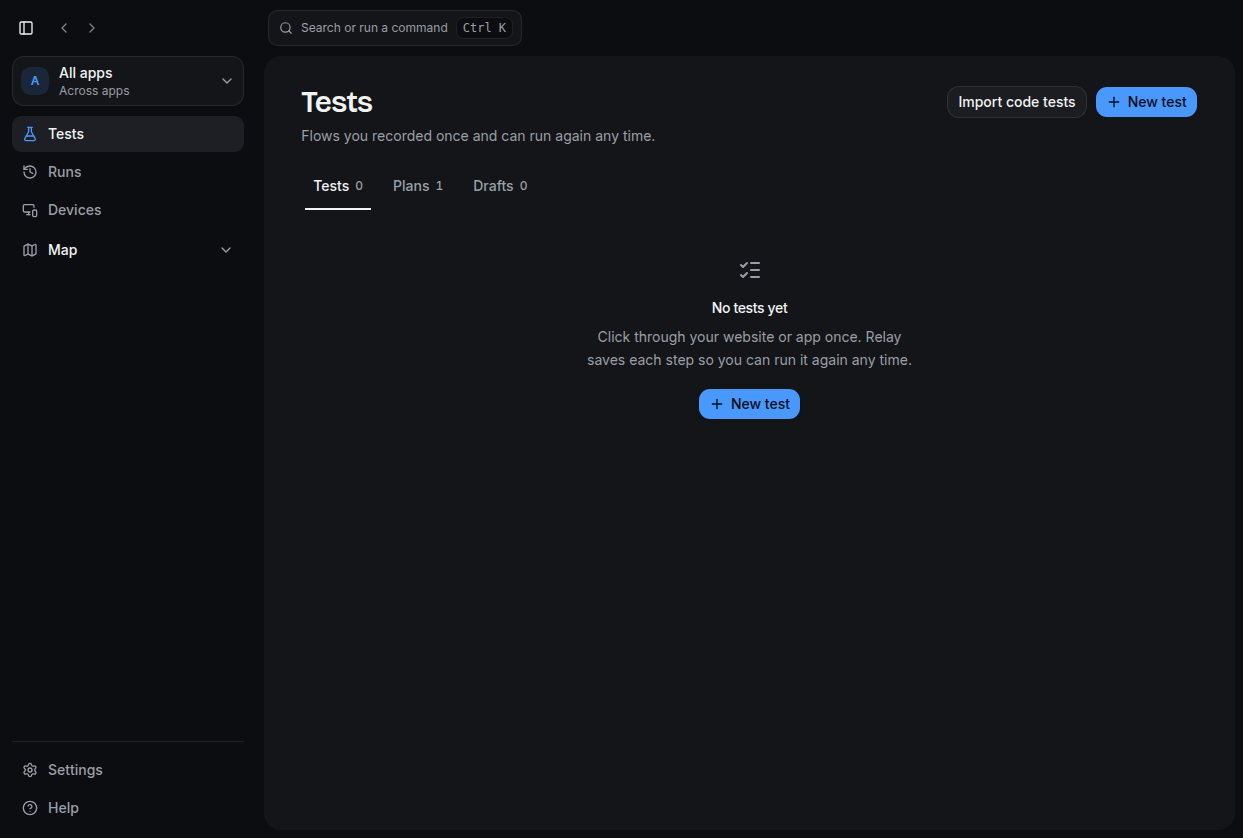 Search or run a command Ctrl K
A
All apps
Across apps
Tests
Runs
Devices
Map
Settings
Help
Tests
Flows you recorded once and can run again any time.
Import code tests
New test
Tests 0
Plans 1
Drafts 0
No tests yet
Click through your website or app once. Relay
saves each step so you can run it again any time.
New test